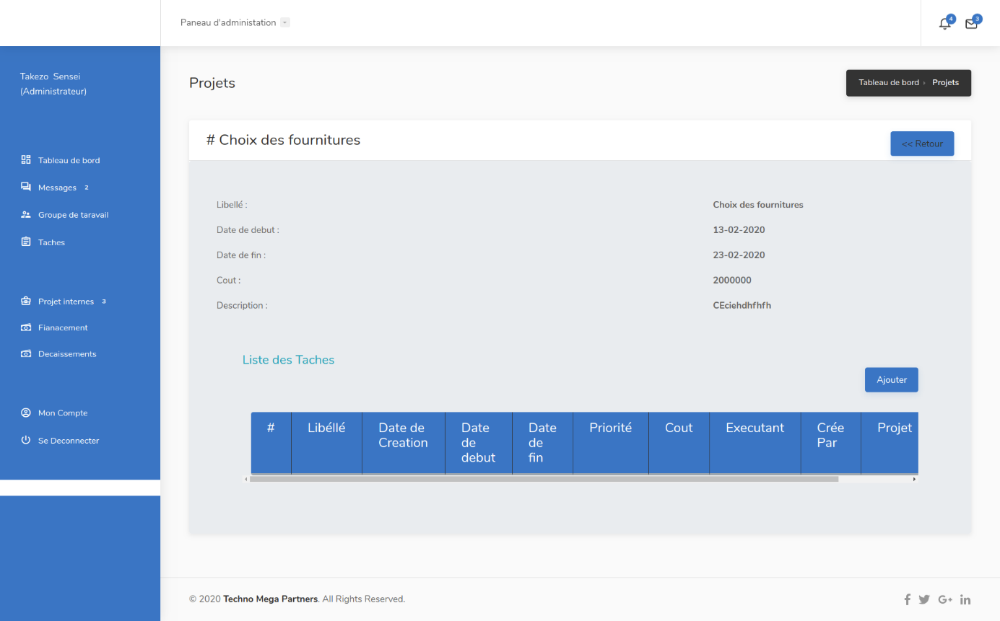 Paneau d'administation
4
3
Takezo Sensei
(Administrateur)
Tableau de bord
Messages 2
Groupe de taravail
Taches
Projet internes 3
Fianacement
Decaissements
Mon Compte
Se Deconnecter
Projets
Tableau de bord › Projets
# Choix des fournitures
<< Retour
Libellé : Choix des fournitures
Date de debut : 13-02-2020
Date de fin : 23-02-2020
Cout : 2000000
Description : CEciehdhfhfh
Liste des Taches
Ajouter
# Libéllé Date de Creation Date de debut Date de fin Priorité Cout Executant Crée Par Projet
© 2020 Techno Mega Partners. All Rights Reserved.